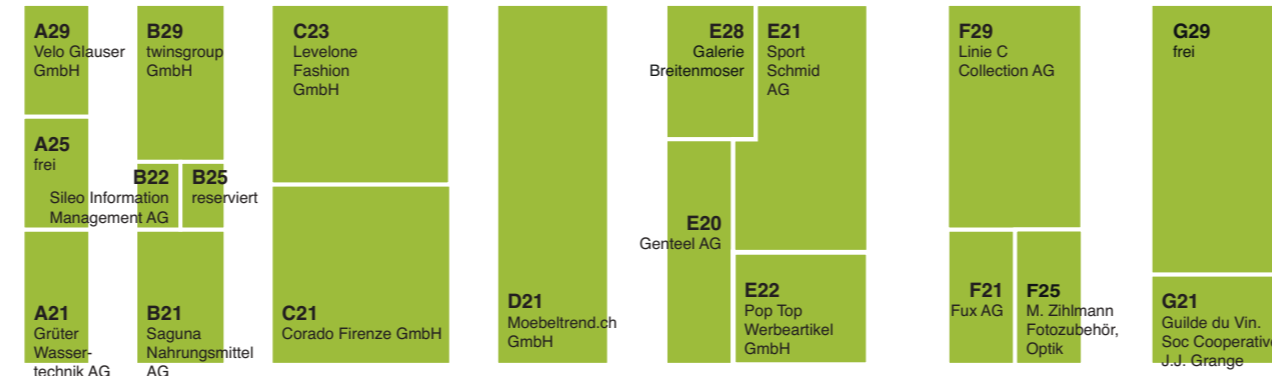 A29
Velo Glauser
GmbH
A25
frei
A21
Grüter
Wasser-
technik AG
B29
twinsgroup
GmbH
B22
Sileo Information
Management AG
B25
reserviert
B21
Saguna
Nahrungsmittel
AG
C23
Levelone
Fashion
GmbH
C21
Corado Firenze GmbH
D21
Moebeltrend.ch
GmbH
E28
Galerie
Breitenmoser
E21
Sport
Schmid
AG
E20
Genteel AG
E22
Pop Top
Werbeartikel
GmbH
F29
Linie C
Collection AG
F21
Fux AG
F25
M. Zihlmann
Fotozubehör,
Optik
G29
frei
G21
Guilde du Vin.
Soc Cooperative
J.J. Grange